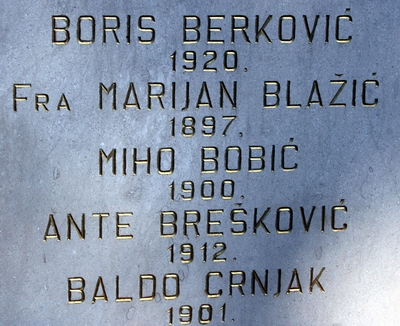 BORIS BERKOVIĆ
1920.
FRA MARIJAN BLAŽIĆ
1897.
MIHO BOBIĆ
1900.
ANTE BREŠKOVIĆ
1912.
BALDO CRNJAK
1901.